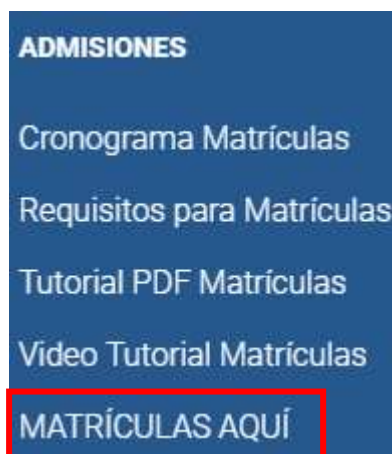 ADMISIONES
Cronograma Matrículas
Requisitos para Matrículas
Tutorial PDF Matrículas
Video Tutorial Matrículas
MATRÍCULAS AQUÍ